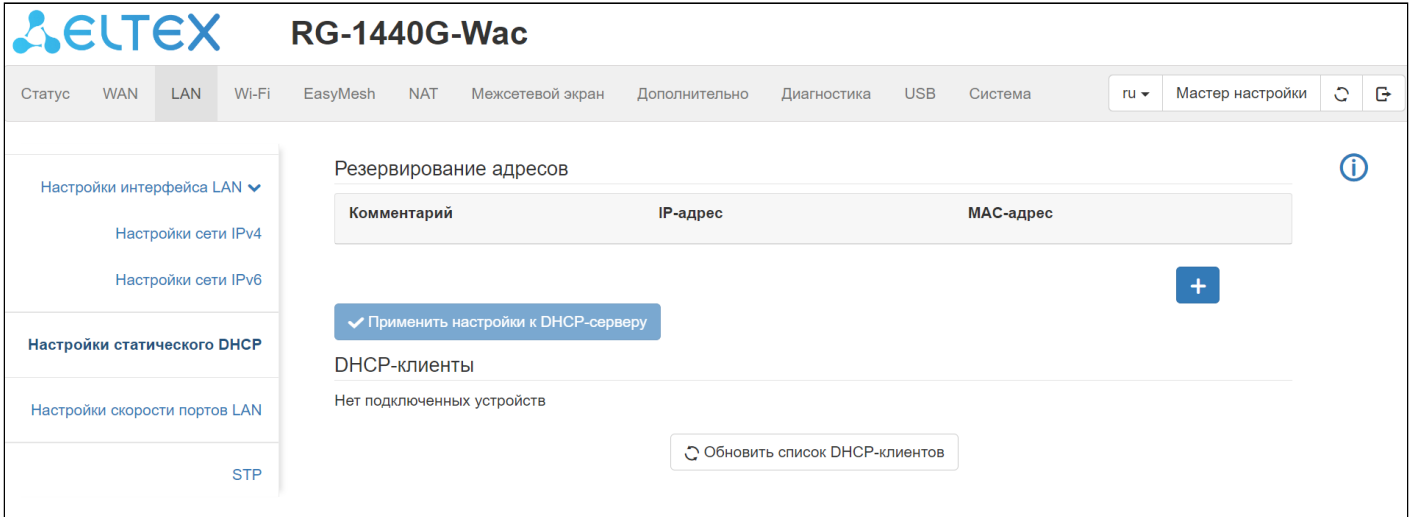 ELTEX RG-1440G-Wac
Статус WAN LAN Wi-Fi EasyMesh NAT Межсетевой экран Дополнительно Диагностика USB Система ru Мастер настройки
Настройки интерфейса LAN
Настройки сети IPv4
Настройки сети IPv6
Настройки статического DHCP
Настройки скорости портов LAN
STP
Резервирование адресов
Комментарий IP-адрес MAC-адрес
Применить настройки к DHCP-серверу
DHCP-клиенты
Нет подключенных устройств
Обновить список DHCP-клиентов